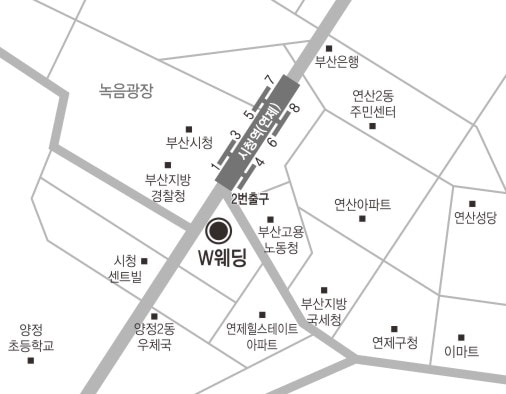 부산은행
녹음광장
7
5
3
1
시청역(연제)
8
6
4
연산2동
주민센터
부산시청
부산지방
경찰청
2번출구
연산아파트
연산성당
부산고용
노동청
W웨딩
시청
센트빌
부산지방
국세청
양정2동
우체국
연제힐스테이트
아파트
연제구청
이마트
양정
초등학교